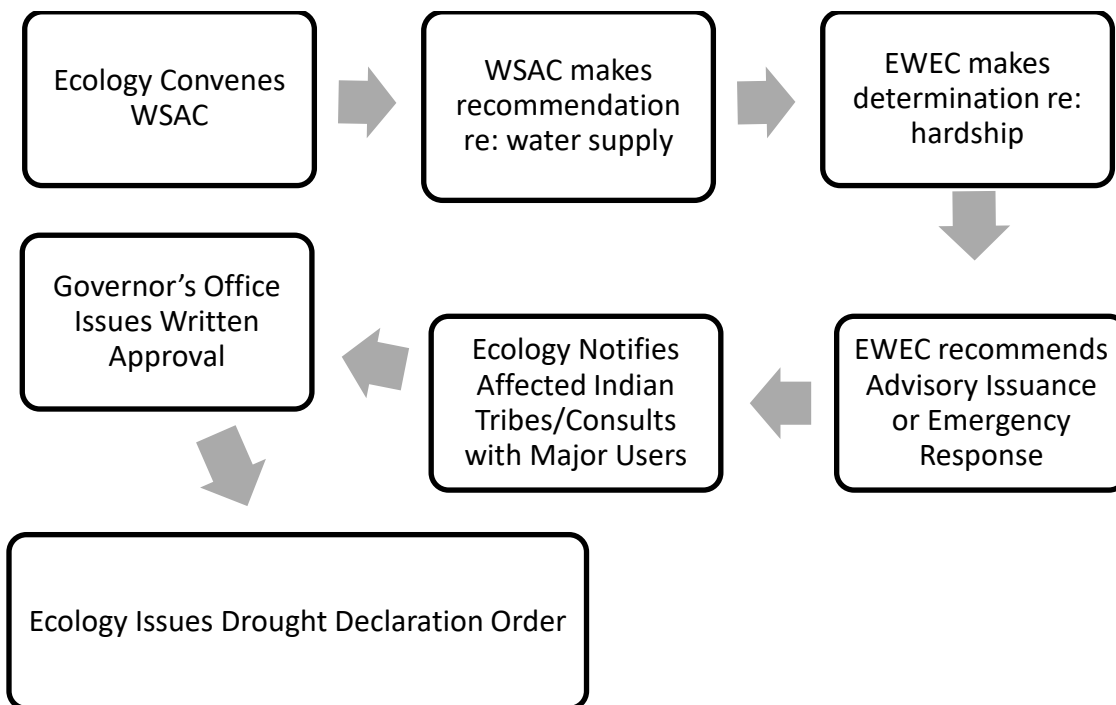 Ecology Convenes
WSAC
WSAC makes
recommendation
re: water supply
EWEC makes
determination re:
hardship
EWEC recommends
Advisory Issuance
or Emergency
Response
Ecology Notifies
Affected Indian
Tribes/Consults
with Major Users
Governor’s Office
Issues Written
Approval
Ecology Issues Drought Declaration Order